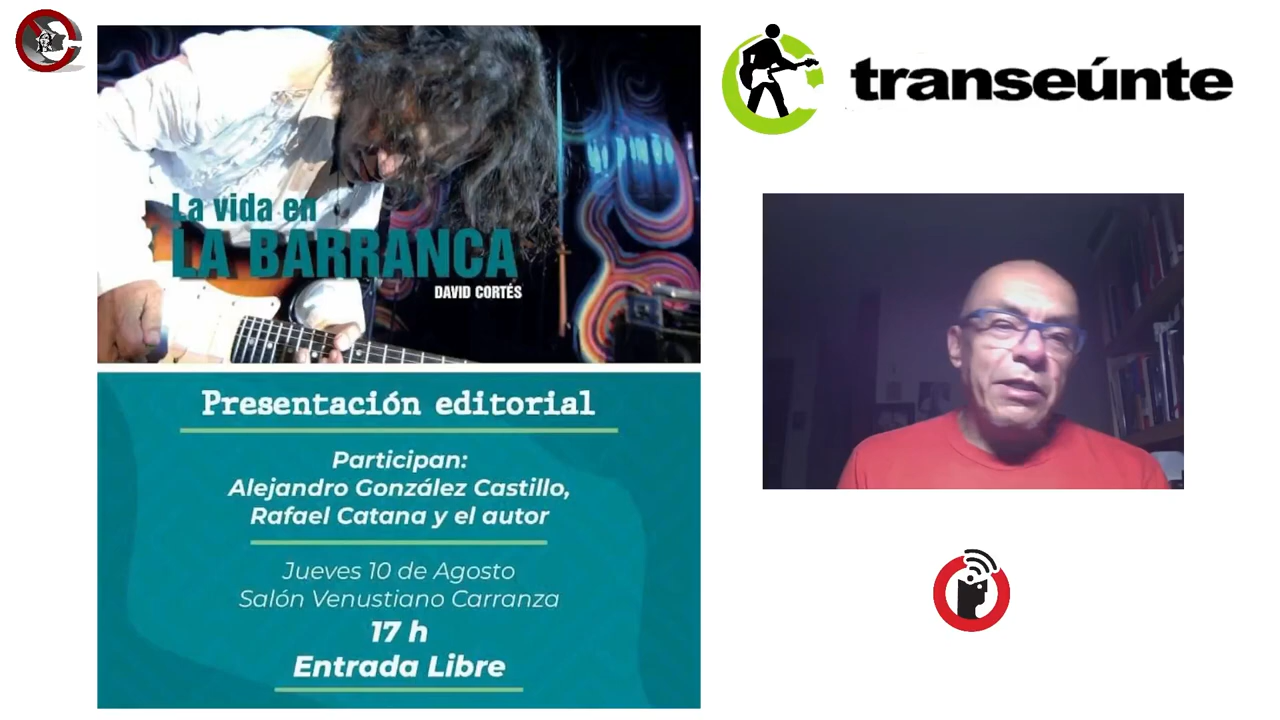 La vida en
LA BARRANCA
DAVID CORTÉS
Presentación editorial
Participan:
Alejandro González Castillo,
Rafael Catana y el autor
Jueves 10 de Agosto
Salón Venustiano Carranza
17 h
Entrada Libre
transeúnte